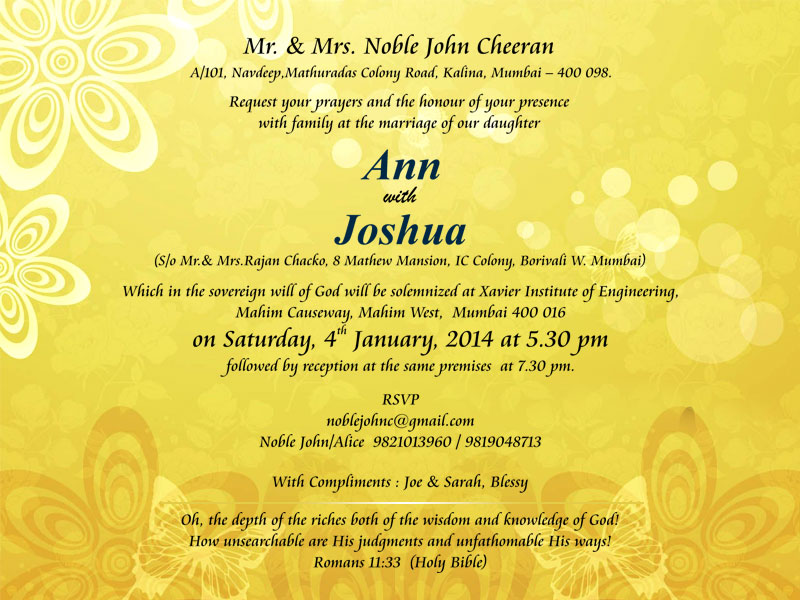 Mr. & Mrs. Noble John Cheeran
A/101, Navdeep,Mathuradas Colony Road, Kalina, Mumbai – 400 098.
Request your prayers and the honour of your presence
with family at the marriage of our daughter
Ann
with
Joshua
(S/o Mr.& Mrs.Rajan Chacko, 8 Mathew Mansion, IC Colony, Borivali W. Mumbai)
Which in the sovereign will of God will be solemnized at Xavier Institute of Engineering,
Mahim Causeway, Mahim West, Mumbai 400 016
on Saturday, 4th January, 2014 at 5.30 pm
followed by reception at the same premises at 7.30 pm.
RSVP
noblejohnc@gmail.com
Noble John/Alice 9821013960 / 9819048713
With Compliments : Joe & Sarah, Blessy
Oh, the depth of the riches both of the wisdom and knowledge of God!
How unsearchable are His judgments and unfathomable His ways!
Romans 11:33 (Holy Bible)